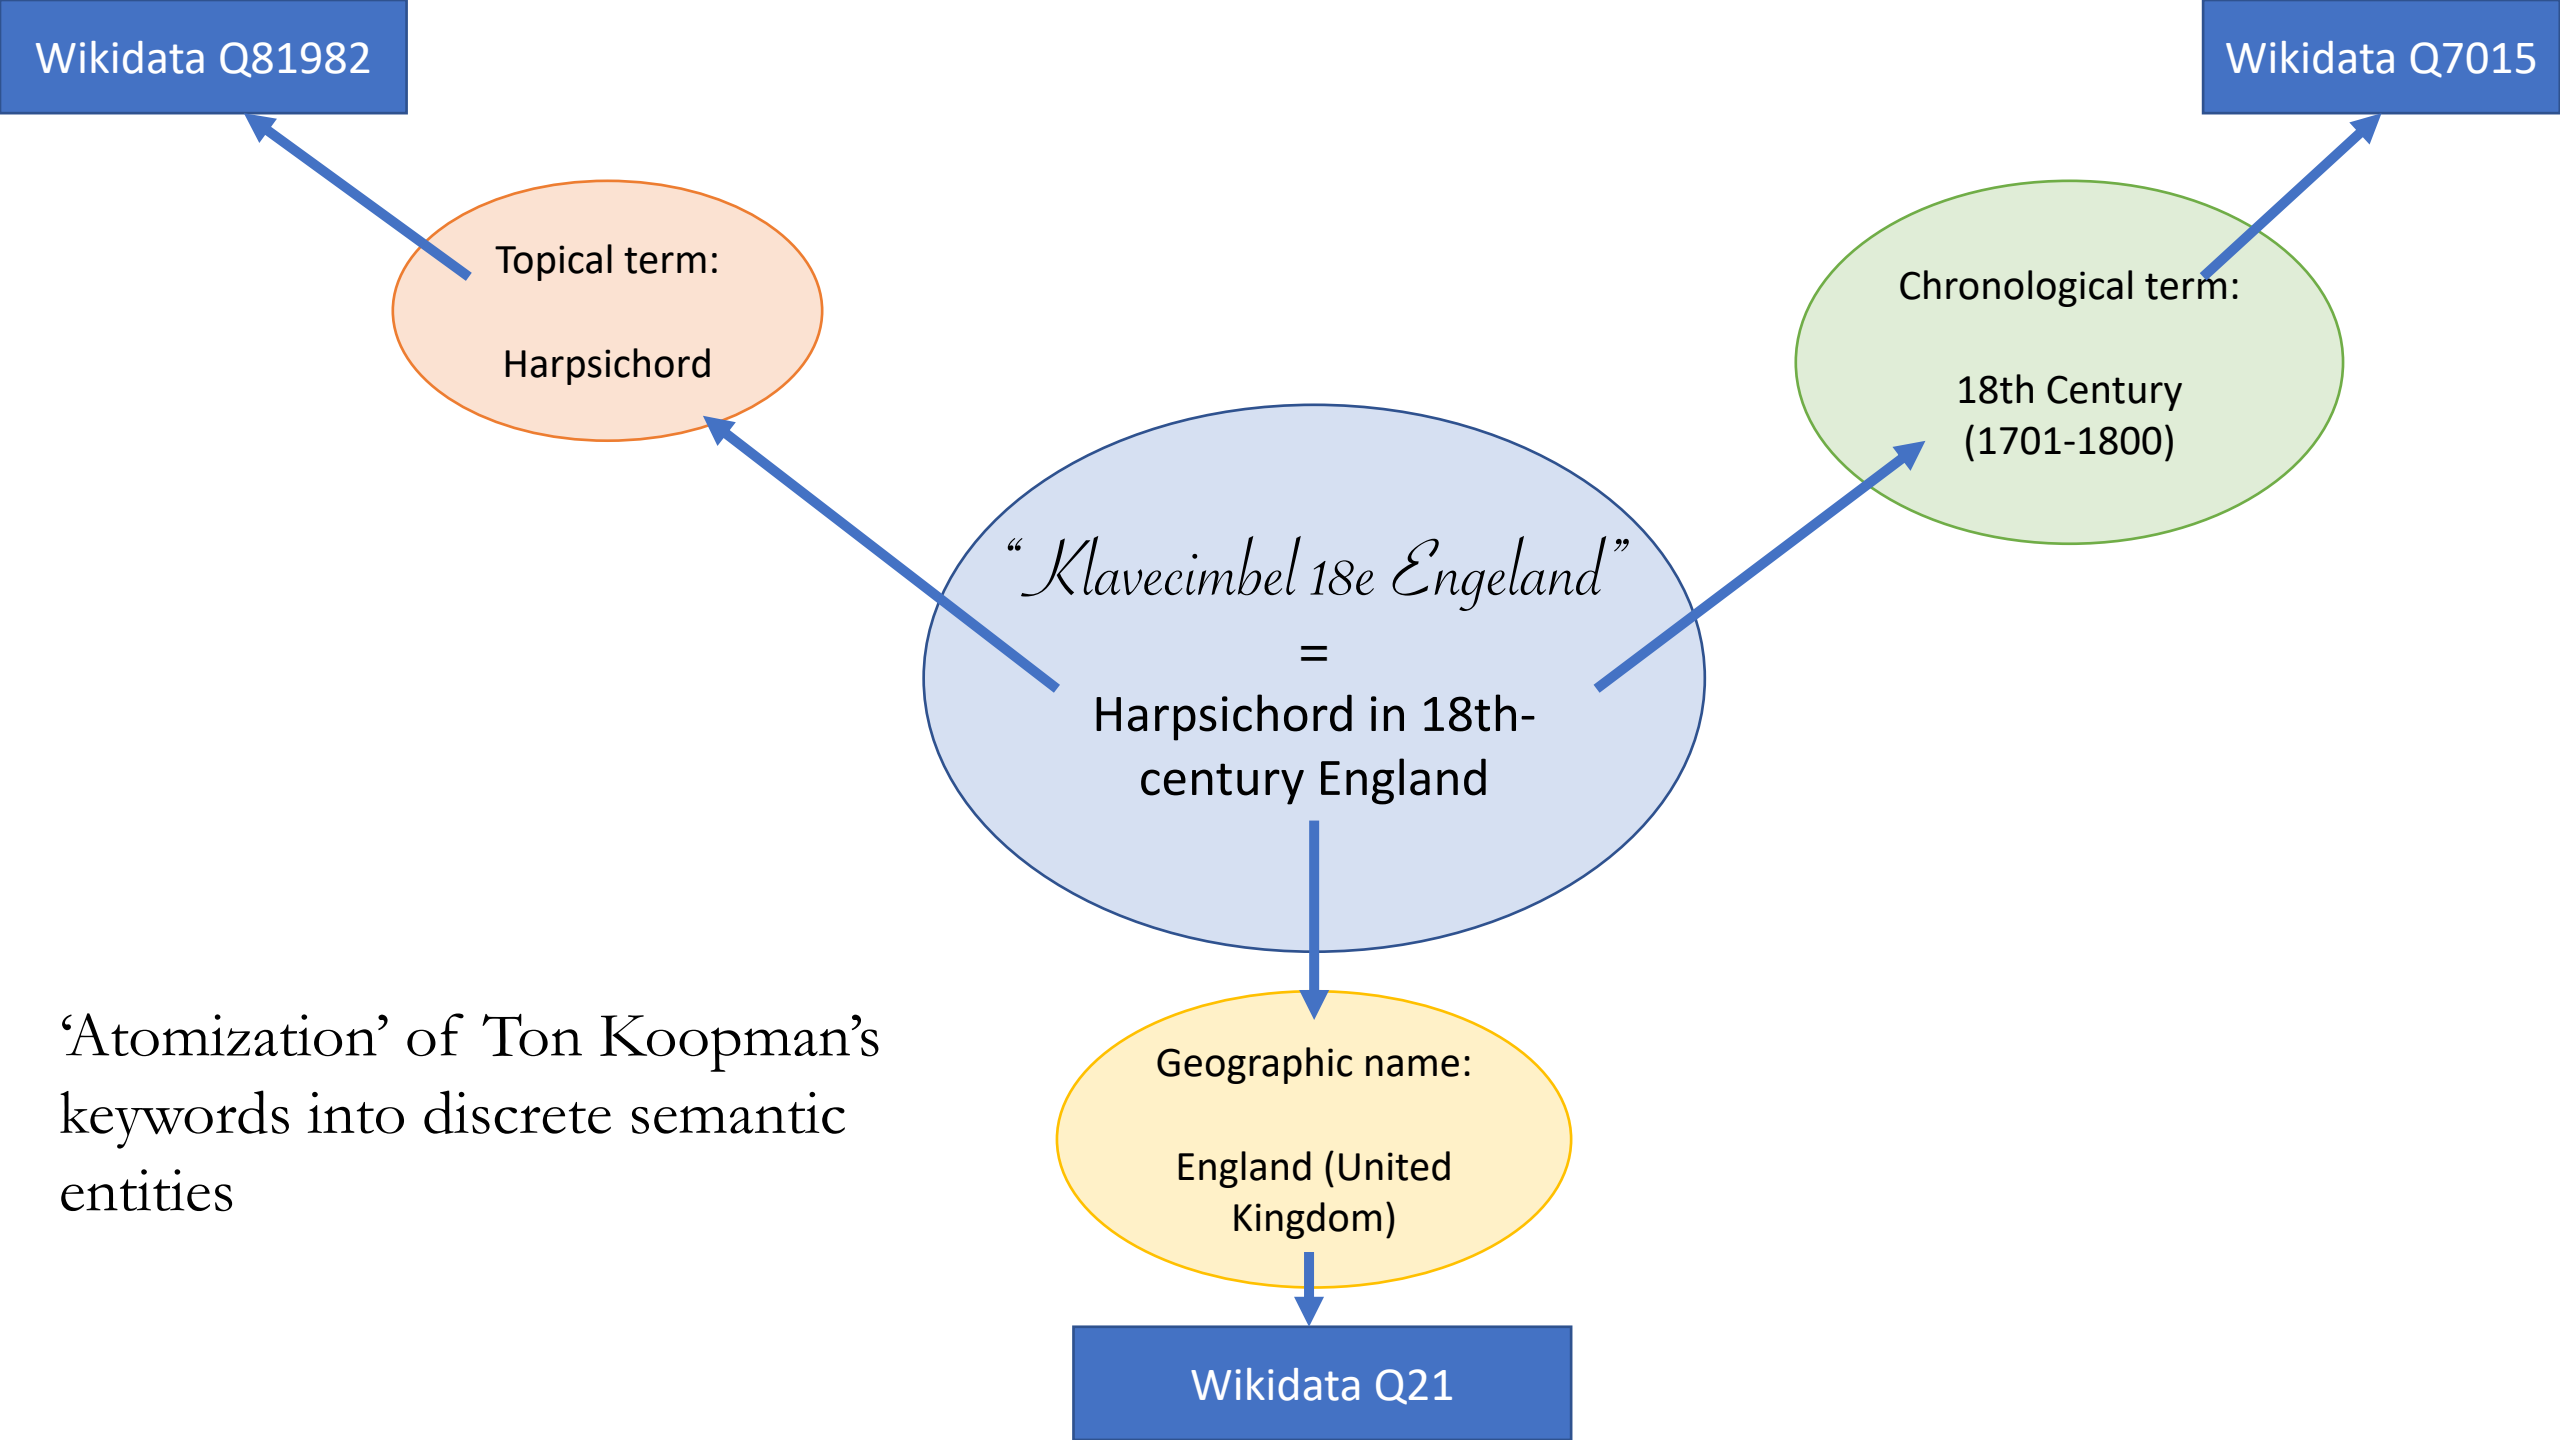 Wikidata Q81982
Wikidata Q7015
Topical term:
Harpsichord
Chronological term:
18th Century
(1701-1800)
“Klavecimbel 18e Engeland”
=
Harpsichord in 18th-
century England
‘Atomization’ of Ton Koopman’s
keywords into discrete semantic
entities
Geographic name:
England (United
Kingdom)
Wikidata Q21